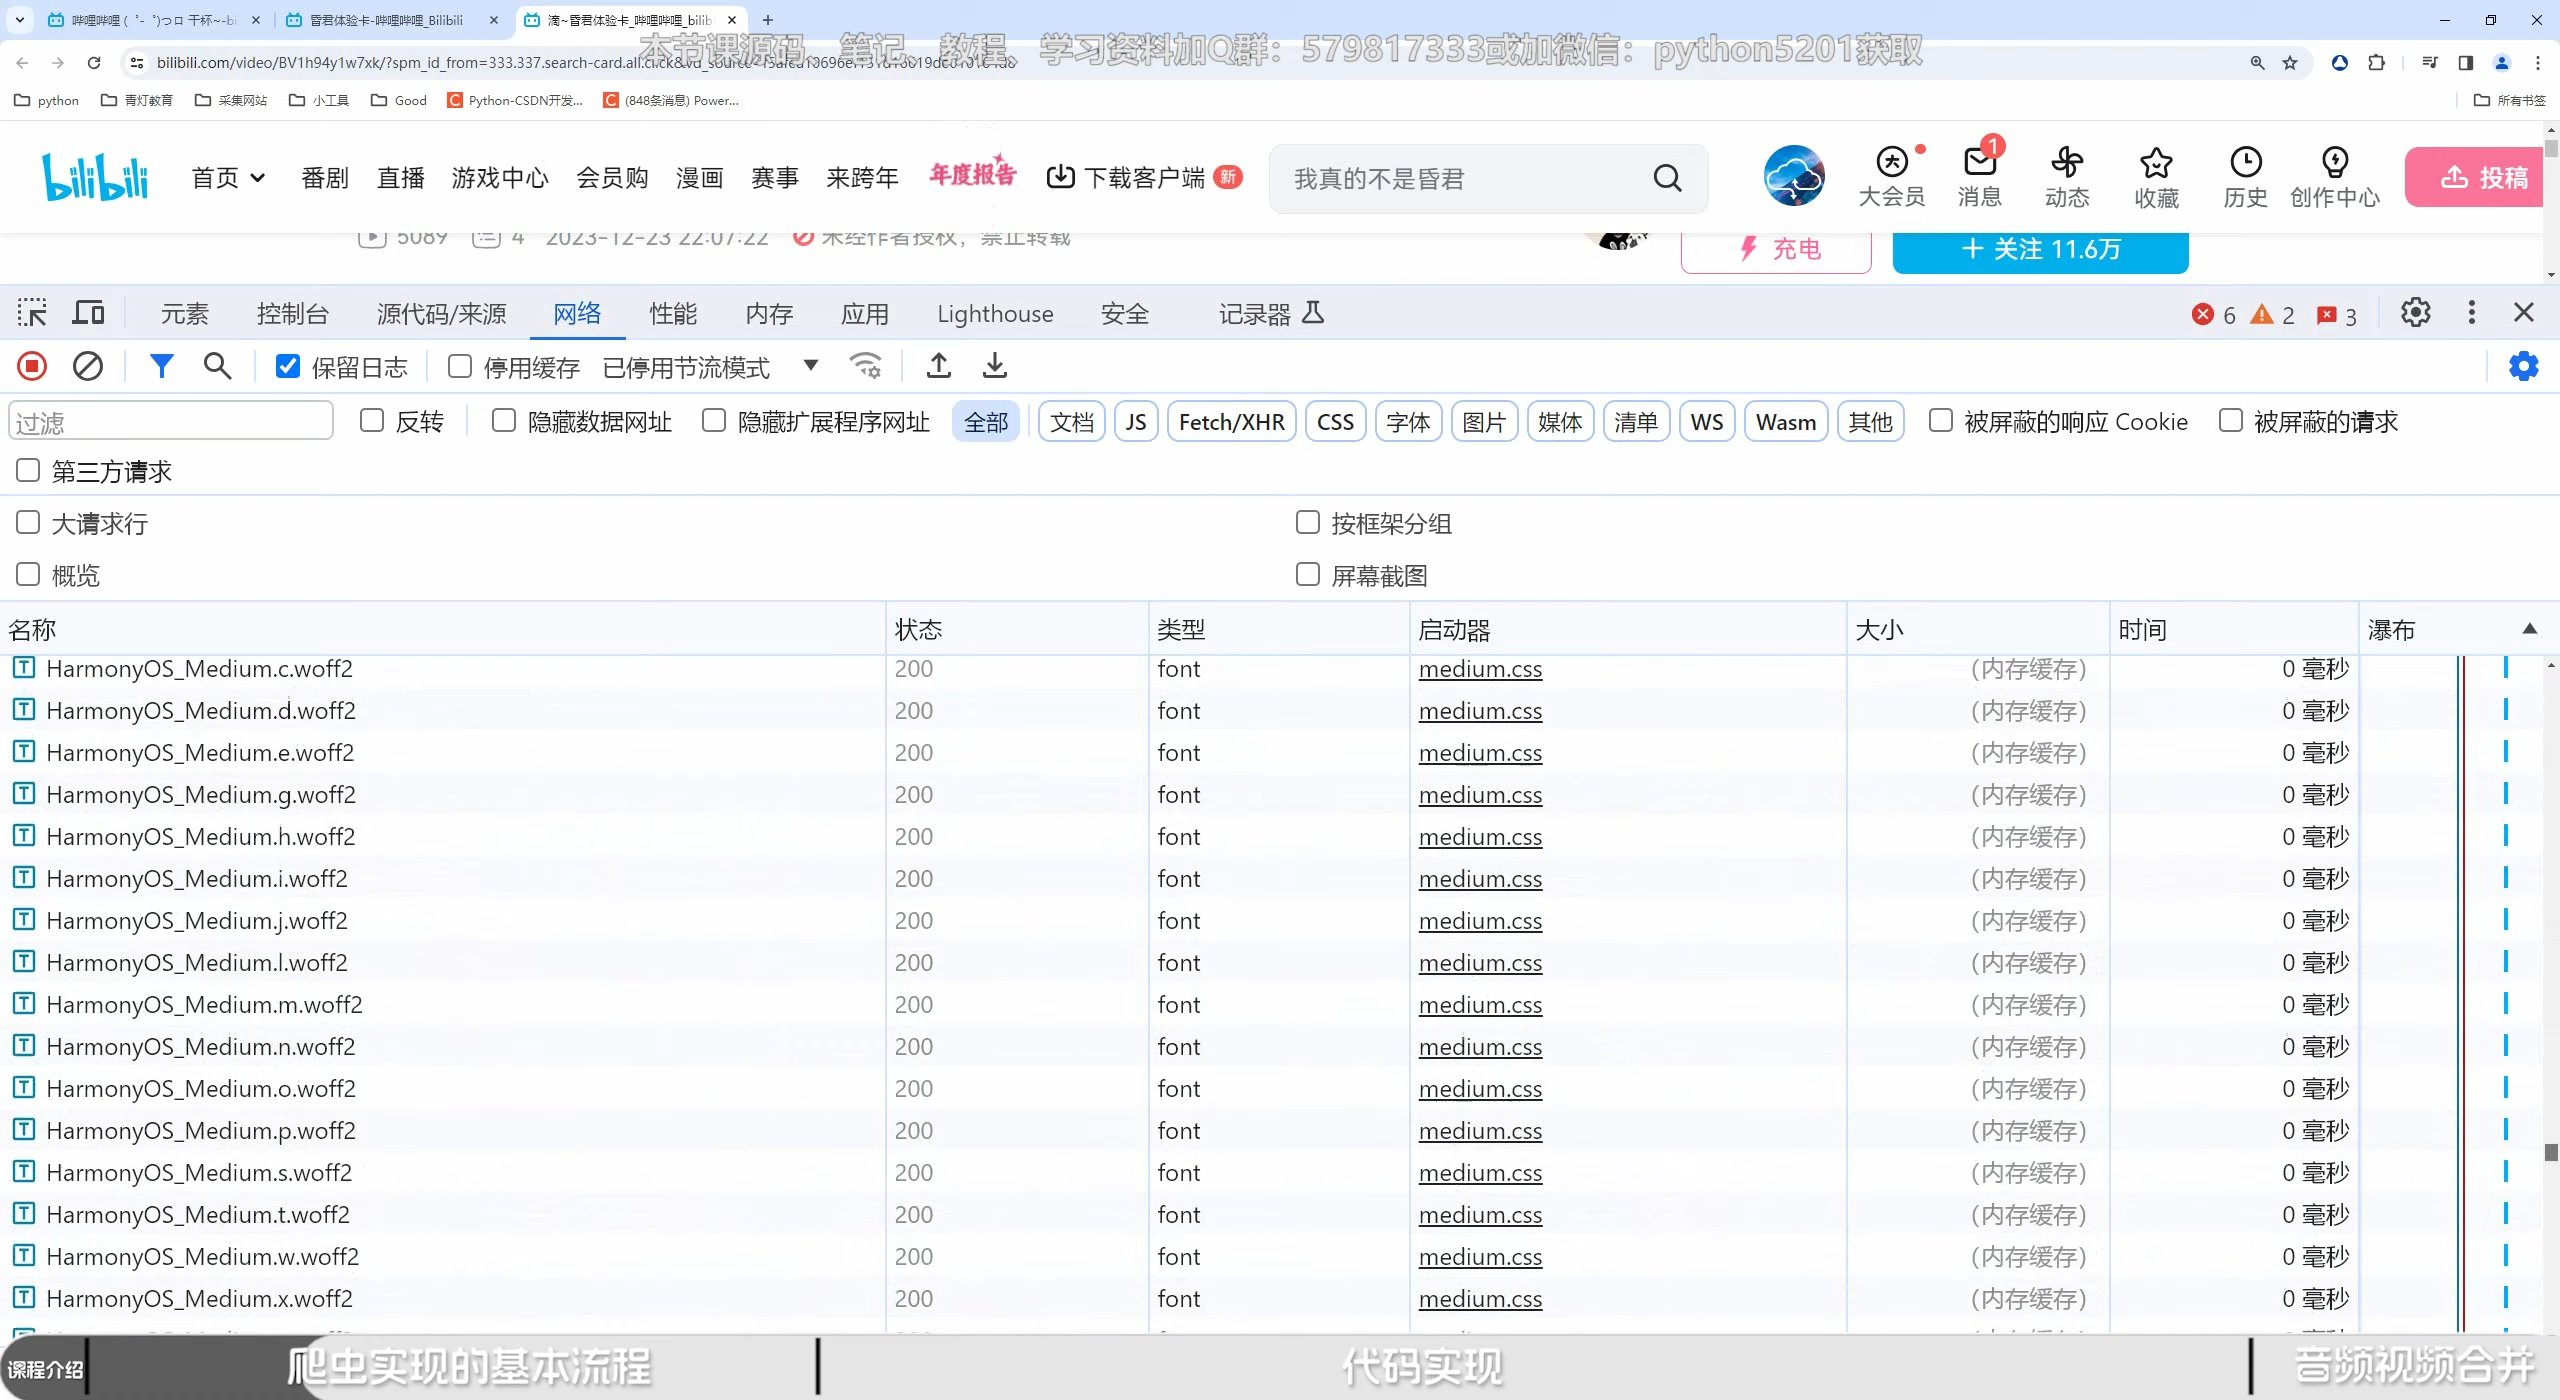 哔哩哔哩 ( ゜- ゜)つロ 干杯~-bi
昏君体验卡-哔哩哔哩_Bilibili
滴~昏君体验卡_哔哩哔哩_bilib
本节课源码、笔记、教程、学习资料加Q群：579817333或加微信：python5201获取
bilibili.com/video/BV1h94y1w7xk/?spm_id_from=333.337.search-card.all.click
python 青灯教育 采集网站 小工具 Good Python-CSDN开发... (848条消息) Power... 所有书签
bilibili 首页 番剧 直播 游戏中心 会员购 漫画 赛事 来跨年 年度报告 下载客户端 新 我真的不是昏君 大会员 1 消息 动态 收藏 历史 创作中心 投稿
5089 4 2023-12-23 22:07:22 未经作者授权，禁止转载 充电 + 关注 11.6万
元素 控制台 源代码/来源 网络 性能 内存 应用 Lighthouse 安全 记录器 6 2 3
保留日志 停用缓存 已停用节流模式
过滤 反转 隐藏数据网址 隐藏扩展程序网址 全部 文档 JS Fetch/XHR CSS 字体 图片 媒体 清单 WS Wasm 其他 被屏蔽的响应 Cookie 被屏蔽的请求
第三方请求
大请求行 按框架分组
概览 屏幕截图
名称 状态 类型 启动器 大小 时间 瀑布
HarmonyOS_Medium.c.woff2 200 font medium.css (内存缓存) 0 毫秒
HarmonyOS_Medium.d.woff2 200 font medium.css (内存缓存) 0 毫秒
HarmonyOS_Medium.e.woff2 200 font medium.css (内存缓存) 0 毫秒
HarmonyOS_Medium.g.woff2 200 font medium.css (内存缓存) 0 毫秒
HarmonyOS_Medium.h.woff2 200 font medium.css (内存缓存) 0 毫秒
HarmonyOS_Medium.i.woff2 200 font medium.css (内存缓存) 0 毫秒
HarmonyOS_Medium.j.woff2 200 font medium.css (内存缓存) 0 毫秒
HarmonyOS_Medium.l.woff2 200 font medium.css (内存缓存) 0 毫秒
HarmonyOS_Medium.m.woff2 200 font medium.css (内存缓存) 0 毫秒
HarmonyOS_Medium.n.woff2 200 font medium.css (内存缓存) 0 毫秒
HarmonyOS_Medium.o.woff2 200 font medium.css (内存缓存) 0 毫秒
HarmonyOS_Medium.p.woff2 200 font medium.css (内存缓存) 0 毫秒
HarmonyOS_Medium.s.woff2 200 font medium.css (内存缓存) 0 毫秒
HarmonyOS_Medium.t.woff2 200 font medium.css (内存缓存) 0 毫秒
HarmonyOS_Medium.w.woff2 200 font medium.css (内存缓存) 0 毫秒
HarmonyOS_Medium.x.woff2 200 font medium.css (内存缓存) 0 毫秒
课程介绍 爬虫实现的基本流程 代码实现 音频视频合并